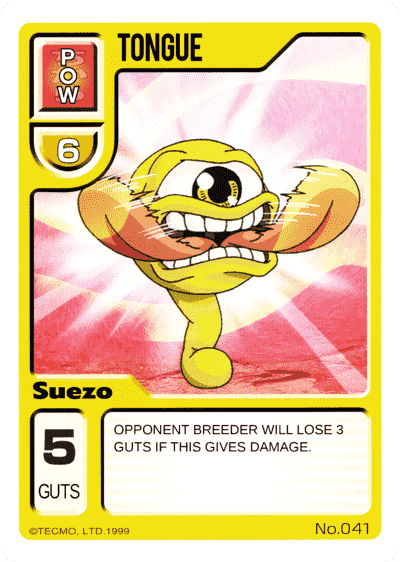 TONGUE
POW
6
Suezo
5
GUTS
OPPONENT BREEDER WILL LOSE 3
GUTS IF THIS GIVES DAMAGE.
©TECMO, LTD.1999
No.041